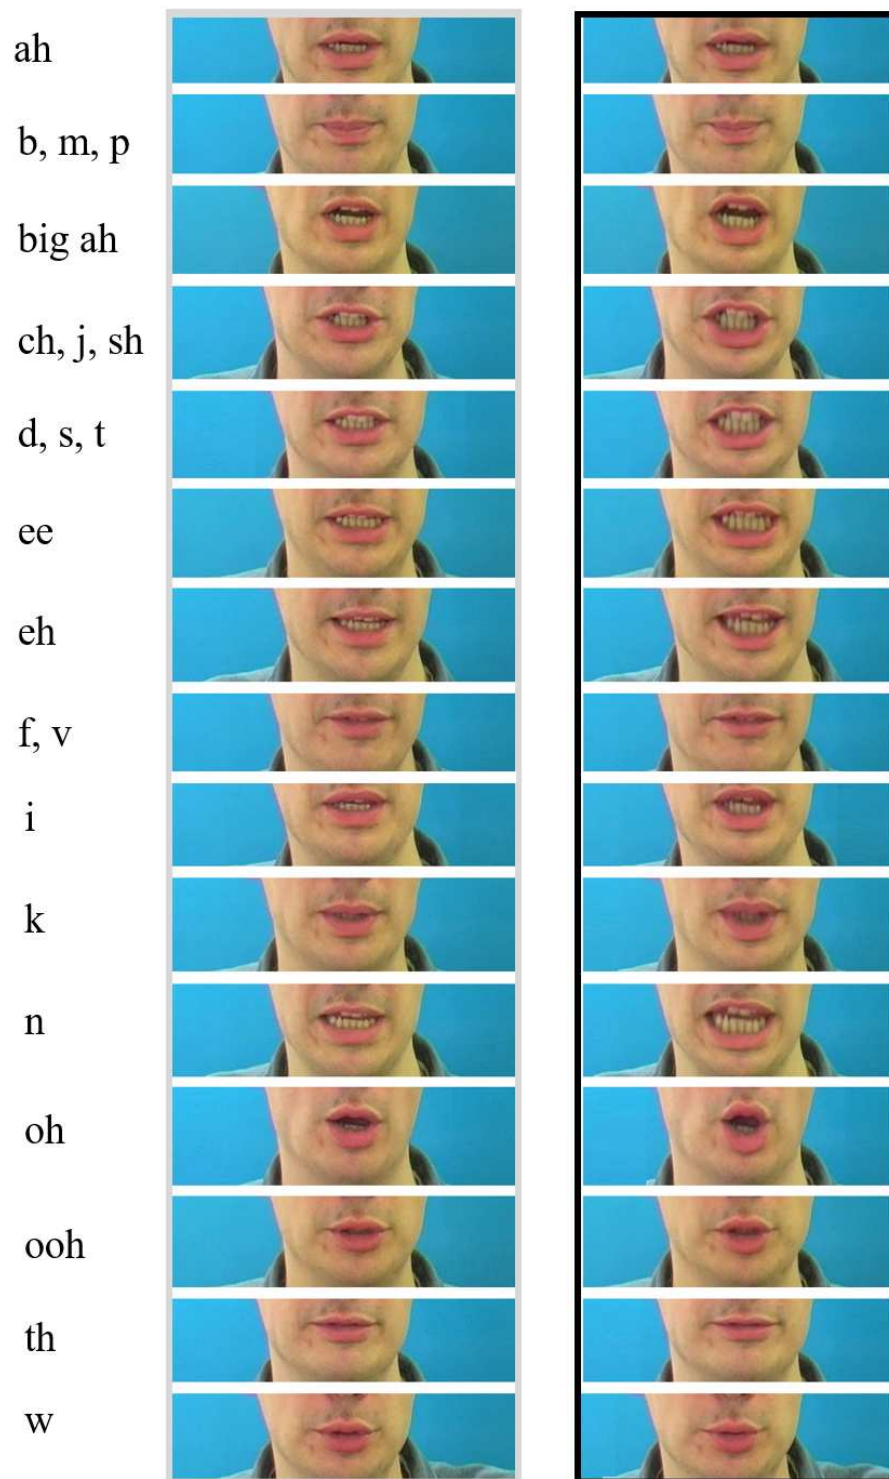 ah
b, m, p
big ah
ch, j, sh
d, s, t
ee
eh
f, v
i
k
n
oh
ooh
th
w